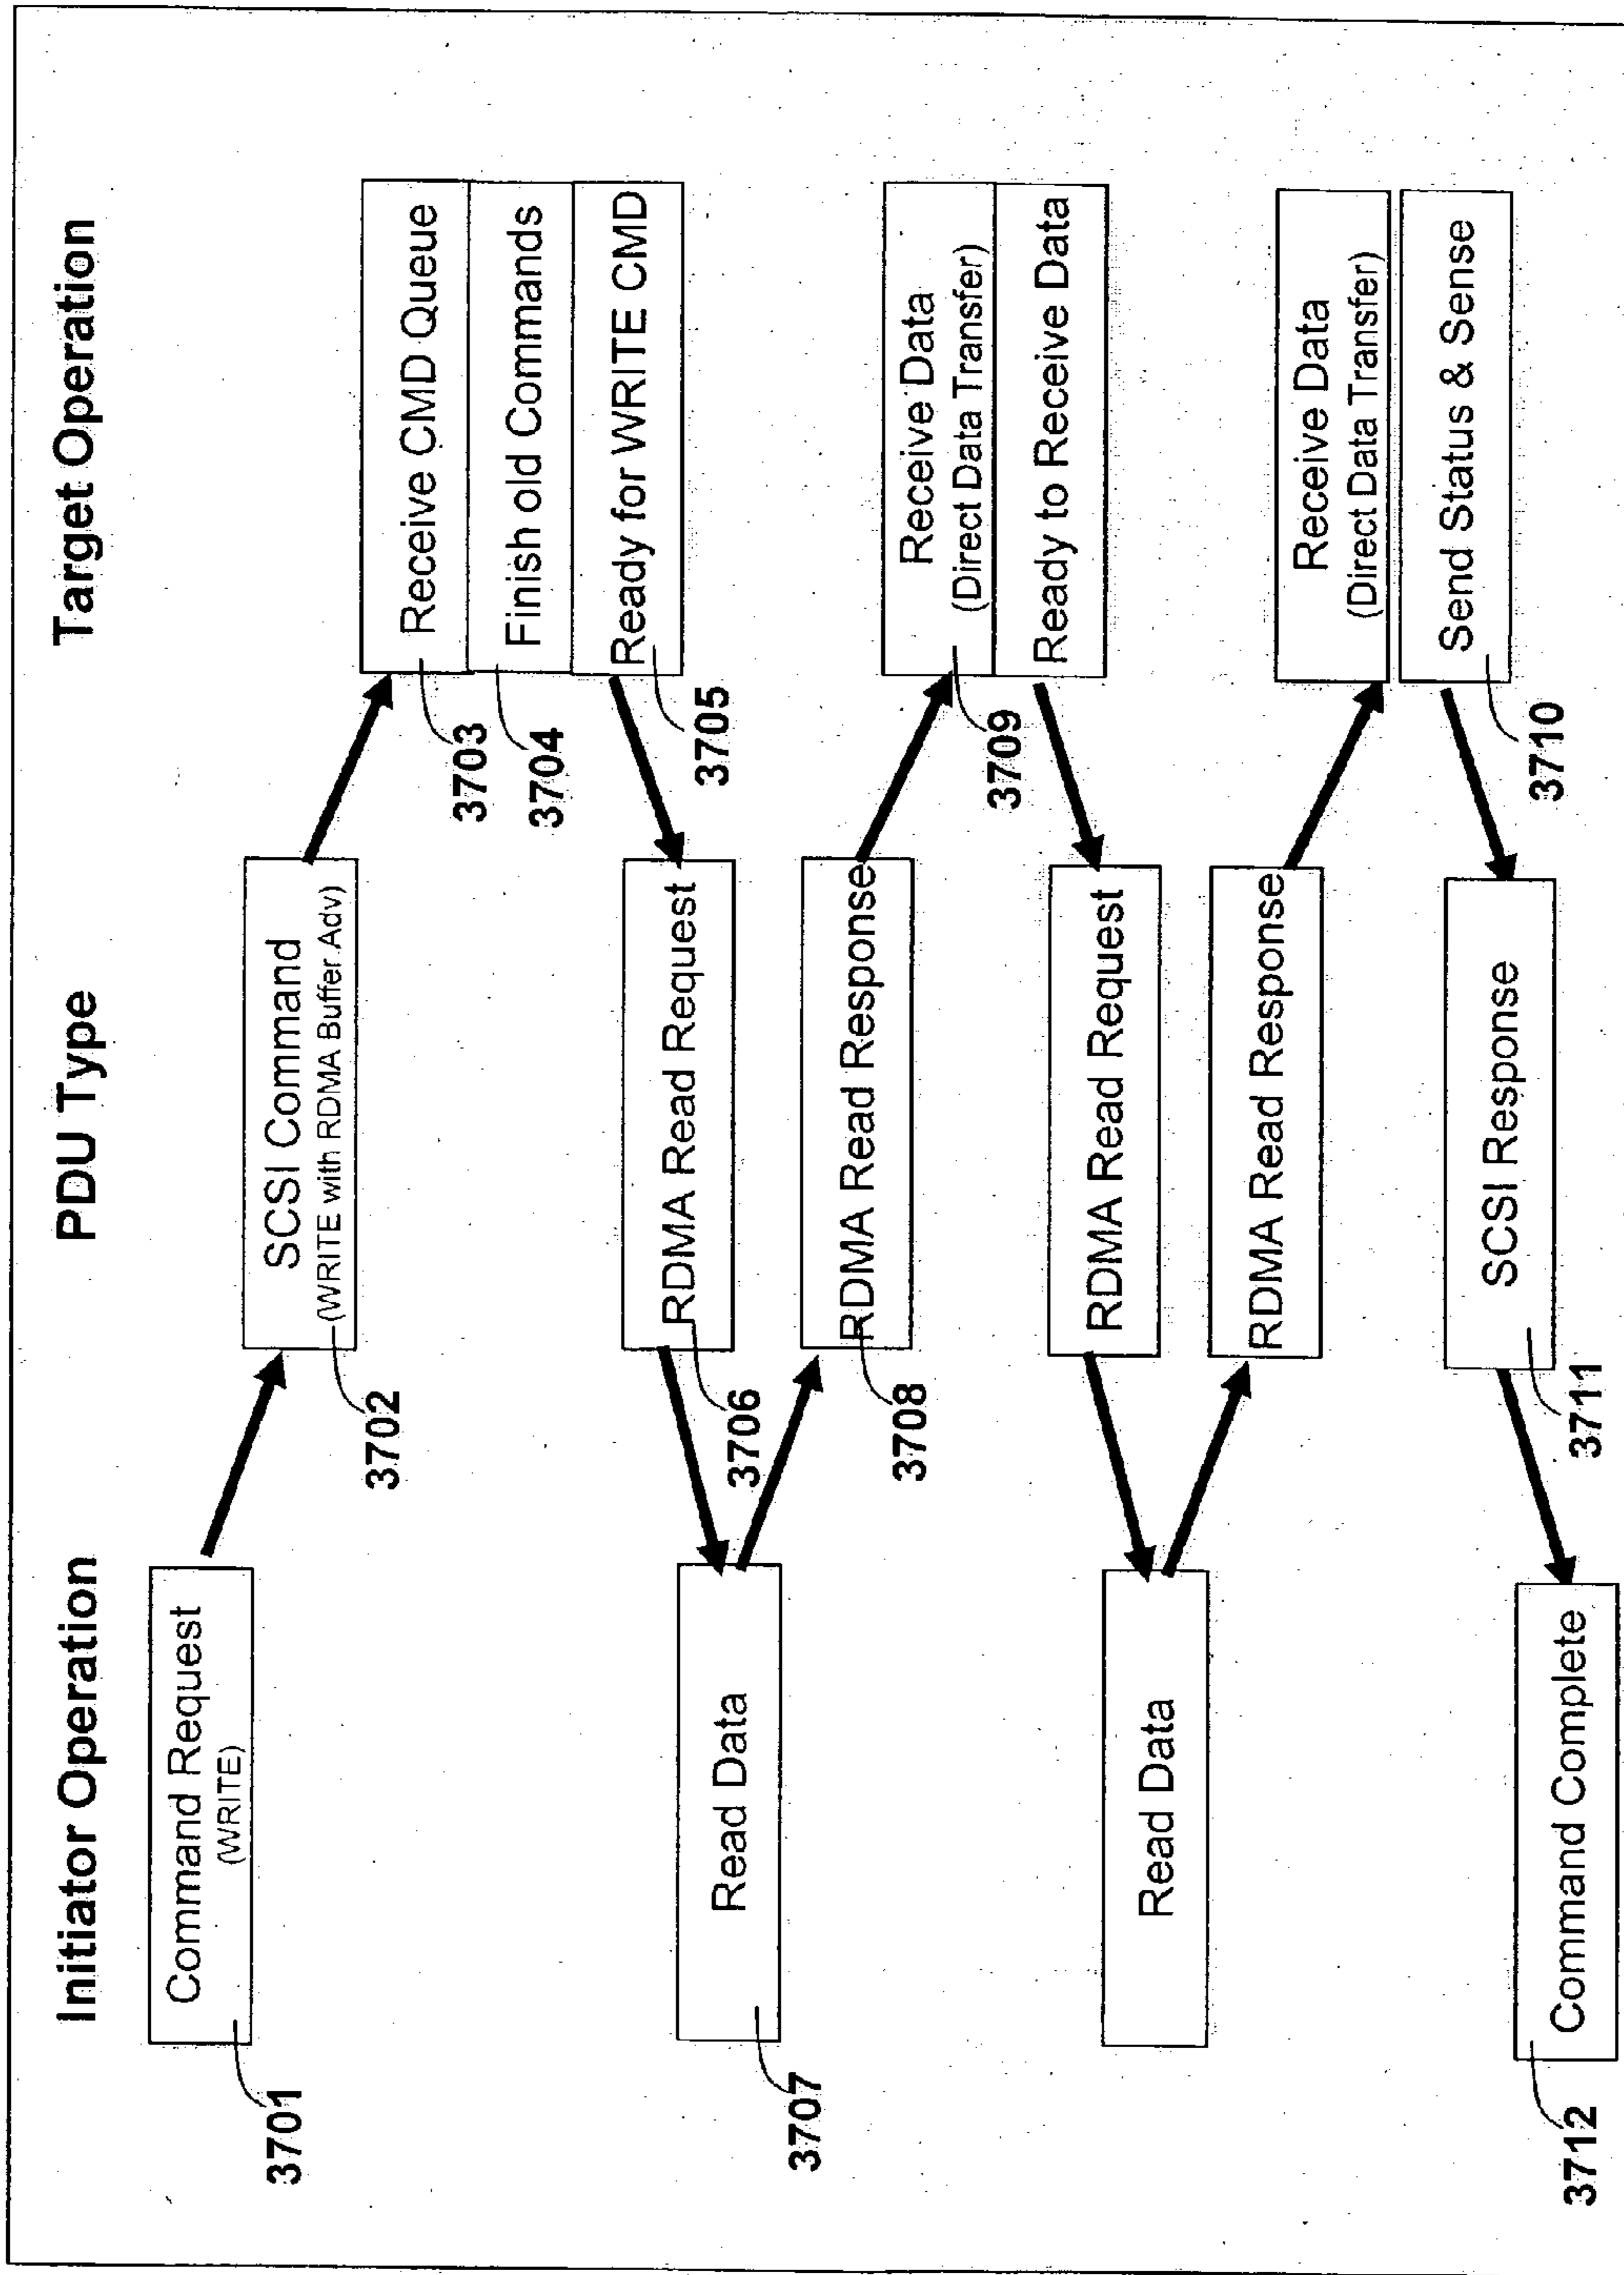 Initiator Operation
PDU Type
Target Operation
Command Request
(WRITE)
3701
SCSI Command
(WRITE with RDMA Buffer Adv)
3702
Receive CMD Queue
3703
Finish old Commands
3704
Ready for WRITE CMD
3705
RDMA Read Request
3706
Read Data
3707
RDMA Read Response
3708
Receive Data
(Direct Data Transfer)
3709
Ready to Receive Data
RDMA Read Request
Read Data
RDMA Read Response
Receive Data
(Direct Data Transfer)
Send Status & Sense
3710
SCSI Response
3711
Command Complete
3712